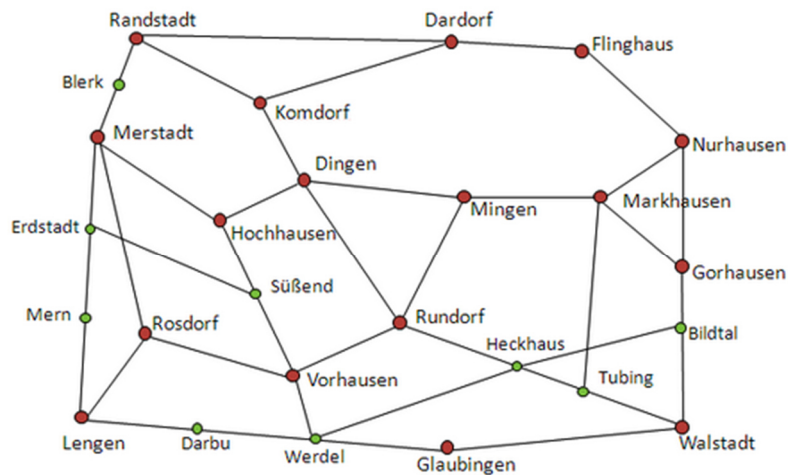 Randstadt
Dardorf
Flinghaus
Blerk
Komdorf
Merstadt
Nurhausen
Dingen
Markhausen
Mingen
Erdstadt
Hochhausen
Gorhausen
Süßend
Mern
Rosdorf
Rundorf
Heckhaus
Bildtal
Vorhausen
Tubing
Lengen
Darbu
Werdel
Glaubingen
Walstadt